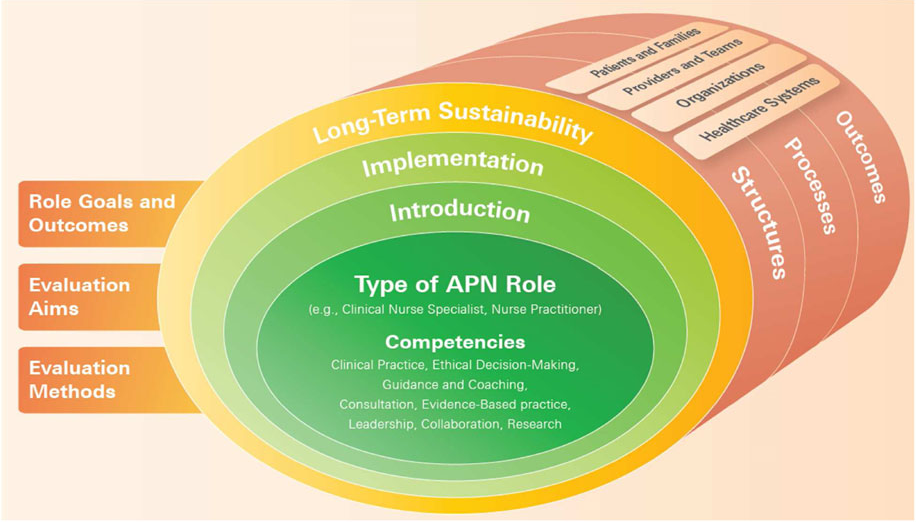 Patients and Families
Providers and Teams
Organizations
Healthcare Systems
Outcomes
Processes
Structures
Long-Term Sustainability
Implementation
Introduction
Role Goals and
Outcomes
Evaluation
Aims
Evaluation
Methods
Type of APN Role
(e.g., Clinical Nurse Specialist, Nurse Practitioner)
Competencies
Clinical Practice, Ethical Decision-Making,
Guidance and Coaching,
Consultation, Evidence-Based practice,
Leadership, Collaboration, Research